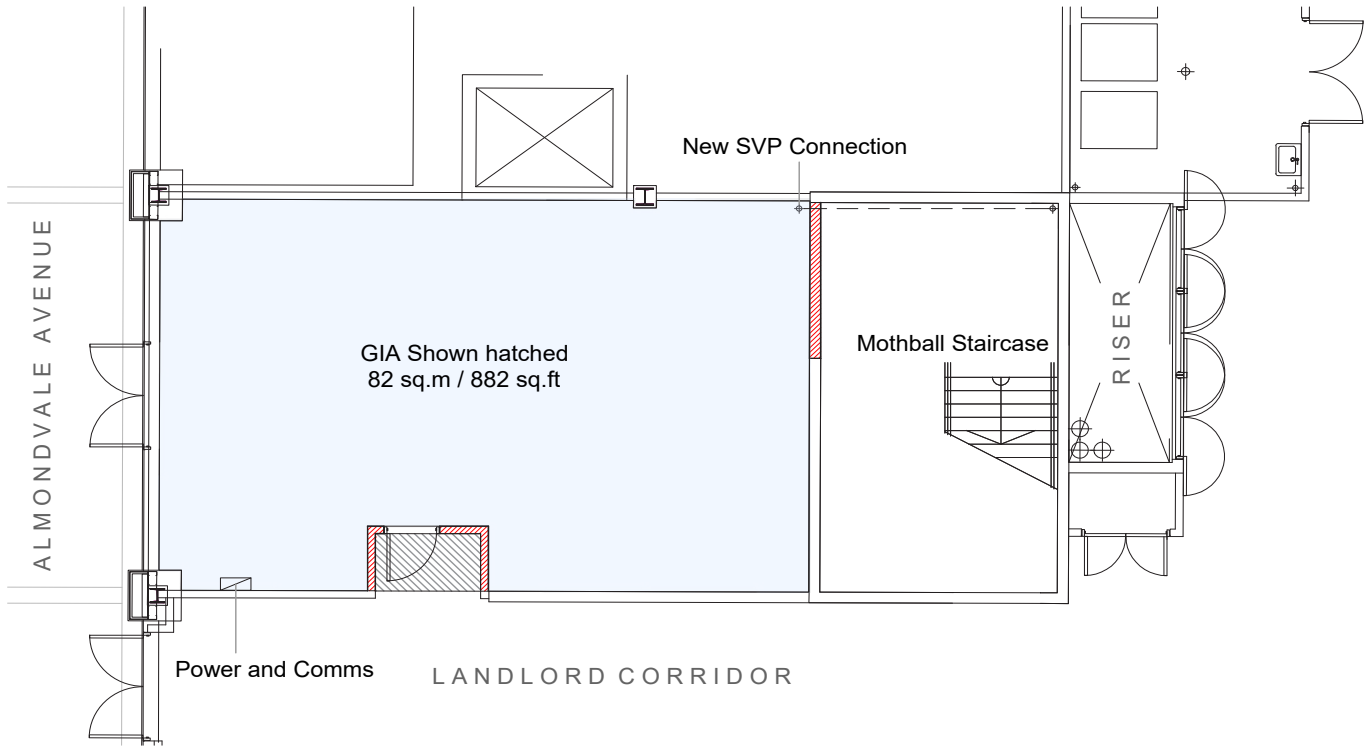 New SVP Connection
ALMONDVALE AVENUE
GIA Shown hatched
82 sq.m / 882 sq.ft
Mothball Staircase
RISER
Power and Comms
LANDLORD CORRIDOR